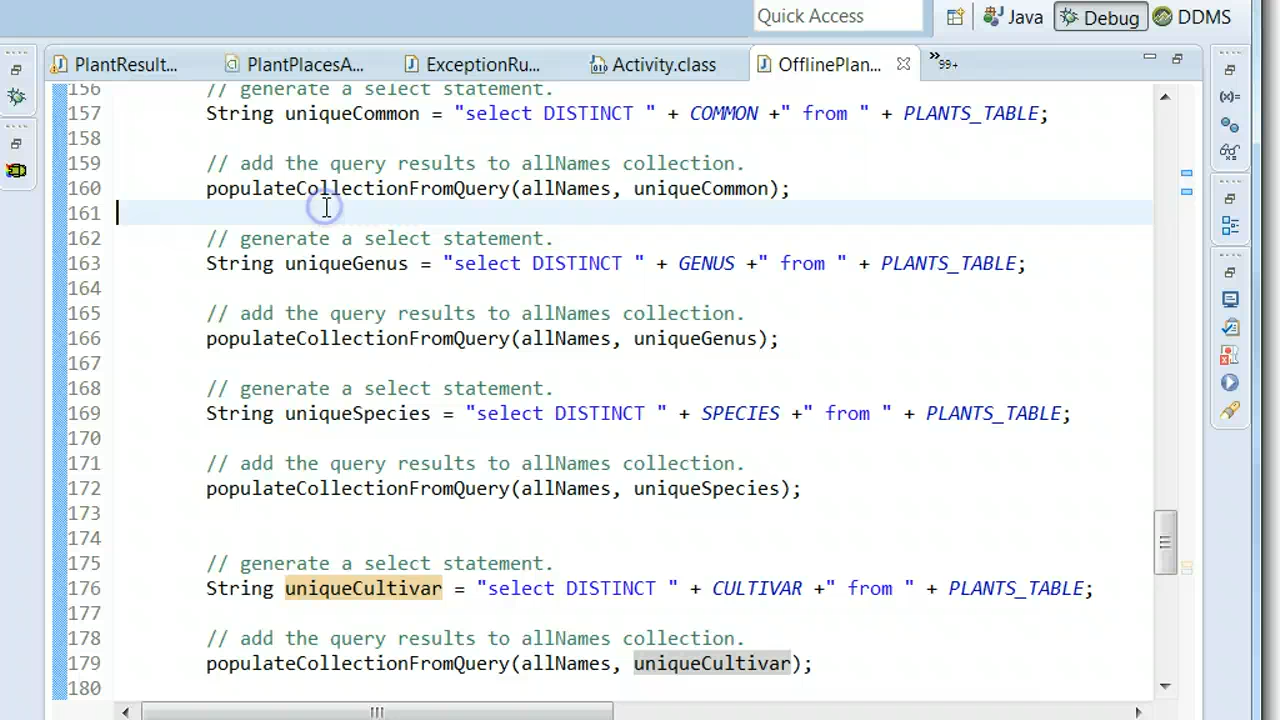 Quick Access
Java
Debug
DDMS
PlantResult...
PlantPlacesA...
ExceptionRu...
Activity.class
OfflinePlan...
99+
156 // generate a select statement.
157 String uniqueCommon = "select DISTINCT " + COMMON +" from " + PLANTS_TABLE;
158
159 // add the query results to allNames collection.
160 populateCollectionFromQuery(allNames, uniqueCommon);
161
162 // generate a select statement.
163 String uniqueGenus = "select DISTINCT " + GENUS +" from " + PLANTS_TABLE;
164
165 // add the query results to allNames collection.
166 populateCollectionFromQuery(allNames, uniqueGenus);
167
168 // generate a select statement.
169 String uniqueSpecies = "select DISTINCT " + SPECIES +" from " + PLANTS_TABLE;
170
171 // add the query results to allNames collection.
172 populateCollectionFromQuery(allNames, uniqueSpecies);
173
174
175 // generate a select statement.
176 String uniqueCultivar = "select DISTINCT " + CULTIVAR +" from " + PLANTS_TABLE;
177
178 // add the query results to allNames collection.
179 populateCollectionFromQuery(allNames, uniqueCultivar);
180